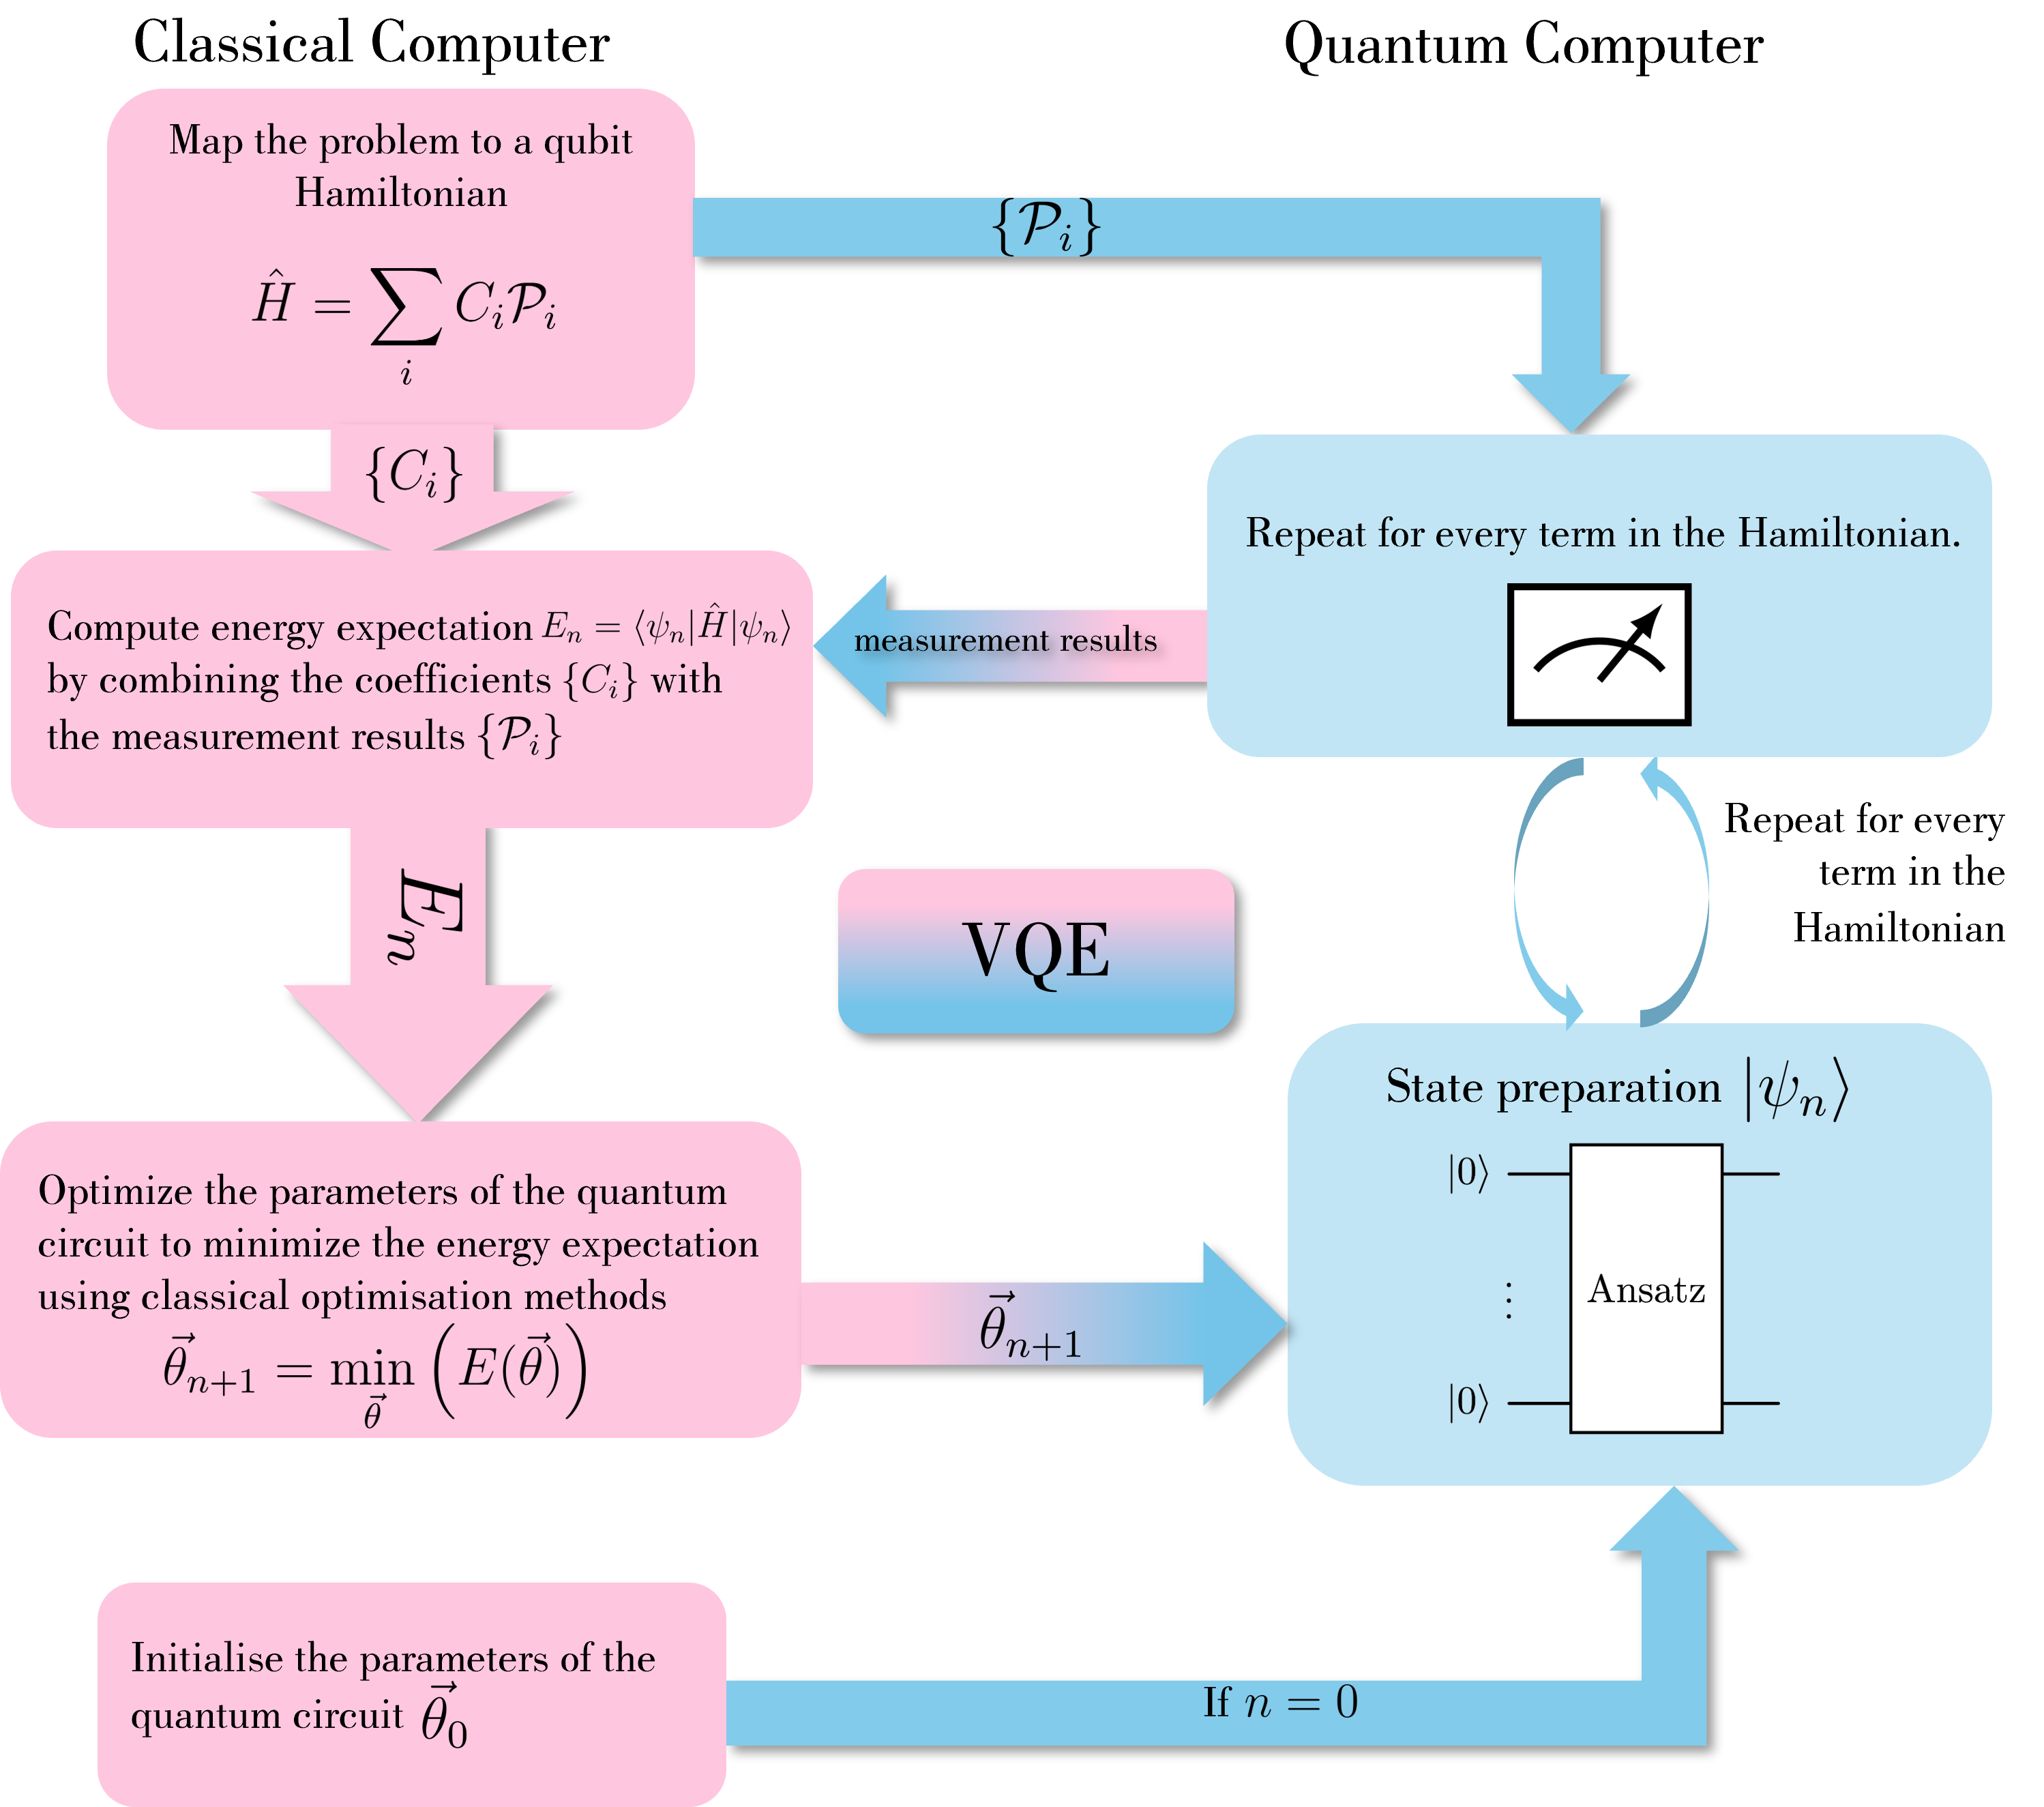 Classical Computer
Quantum Computer
Map the problem to a qubit
Hamiltonian
$\hat{H} = \sum_i C_i \mathcal{P}_i$
$\{\mathcal{P}_i\}$
$\{C_i\}$
Repeat for every term in the Hamiltonian.
Compute energy expectation $E_n = \langle\psi_n|\hat{H}|\psi_n\rangle$
by combining the coefficients $\{C_i\}$ with
the measurement results $\{\mathcal{P}_i\}$
measurement results
Repeat for every
term in the
Hamiltonian
$E_n$
VQE
State preparation $|\psi_n\rangle$
$|0\rangle$
⋮
Ansatz
$|0\rangle$
Optimize the parameters of the quantum
circuit to minimize the energy expectation
using classical optimisation methods
$\vec{\theta}_{n+1} = \min_{\vec{\theta}} \left( E(\vec{\theta}) \right)$
$\vec{\theta}_{n+1}$
Initialise the parameters of the
quantum circuit $\vec{\theta}_0$
If $n = 0$